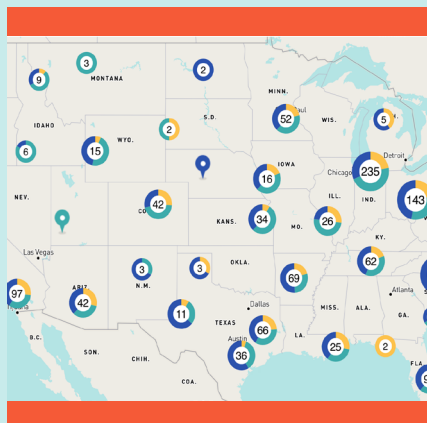 3
9
MONTANA
2
MINN.
52
S.D.
WIS.
5
IDAHO
2
WYO.
15
6
Detroit
IOWA
Chicago
235
16
NEV.
42
ILL.
IND.
143
KANS.
34
MO.
26
KY.
Las Vegas
62
OKLA.
3
3
69
97
ARIZ.
42
N.M.
Atlanta
Dallas
MISS.
ALA.
11
TEXAS
GA.
66
LA.
B.C.
Austin
SON.
CHIH.
36
25
2
FLA.
COA.
9